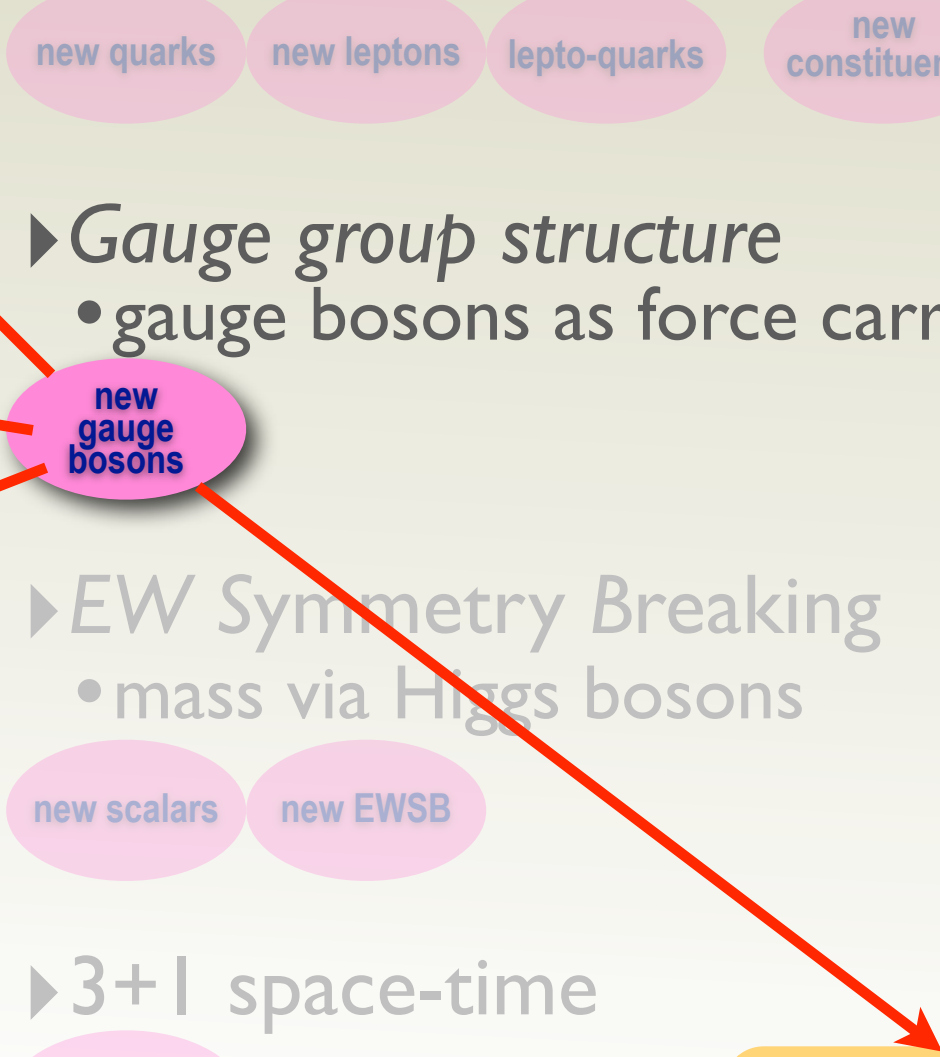 new quarks new leptons lepto-quarks new
constituen
▸Gauge group structure
•gauge bosons as force carr
new
gauge
bosons
▸EW Symmetry Breaking
•mass via Higgs bosons
new scalars new EWSB
▸3+1 space-time